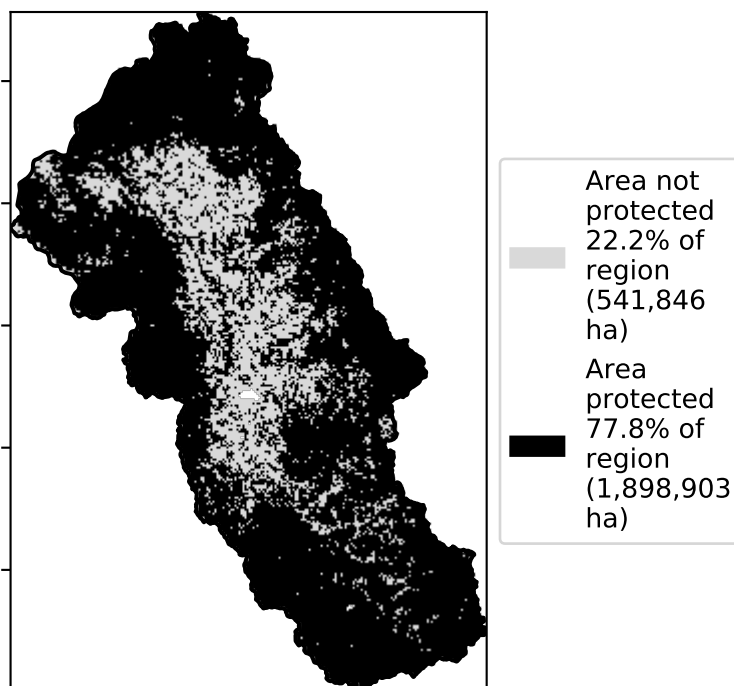 Area not
protected
22.2% of
region
(541,846
ha)
Area
protected
77.8% of
region
(1,898,903
ha)